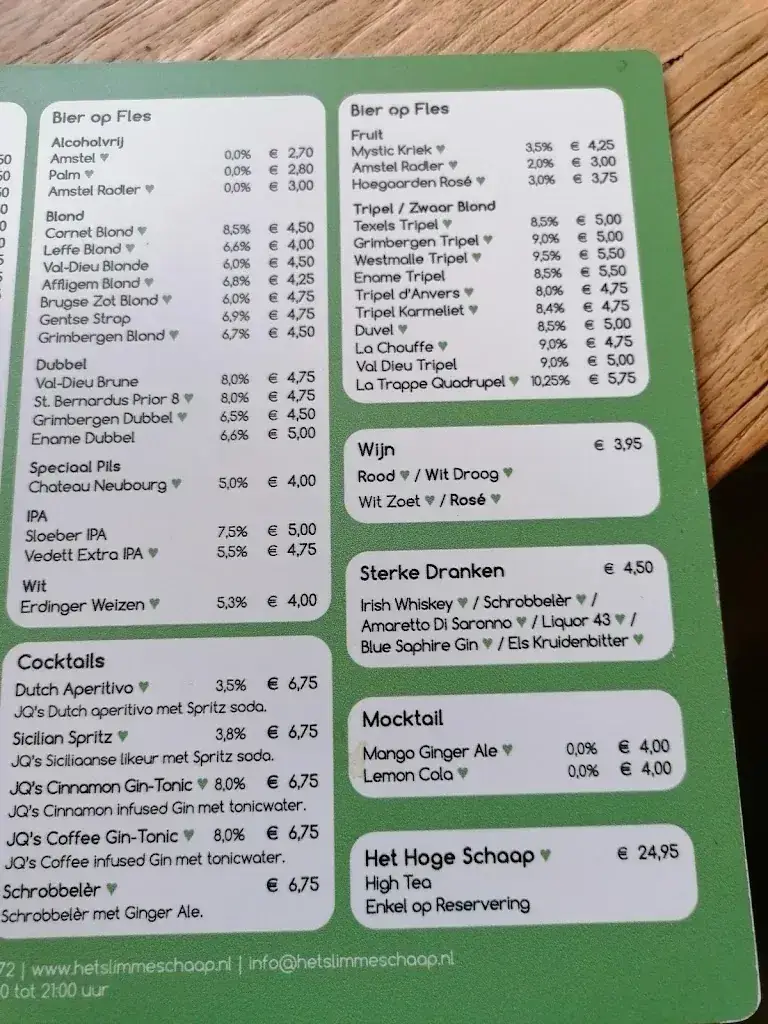 Bier op Fles
Alcoholvrij
Amstel ♥ 0,0% € 2,70
Palm ♥ 0,0% € 2,80
Amstel Radler ♥ 0,0% € 3,00
Blond
Cornet Blond ♥ 8,5% € 4,50
Leffe Blond ♥ 6,6% € 4,00
Val-Dieu Blonde 6,0% € 4,50
Affligem Blond ♥ 6,8% € 4,25
Brugse Zot Blond ♥ 6,0% € 4,75
Gentse Strop 6,9% € 4,75
Grimbergen Blond ♥ 6,7% € 4,50
Dubbel
Val-Dieu Brune 8,0% € 4,75
St. Bernardus Prior 8 ♥ 8,0% € 4,75
Grimbergen Dubbel ♥ 6,5% € 4,50
Ename Dubbel 6,6% € 5,00
Speciaal Pils
Chateau Neubourg ♥ 5,0% € 4,00
IPA
Sloeber IPA 7,5% € 5,00
Vedett Extra IPA ♥ 5,5% € 4,75
Wit
Erdinger Weizen ♥ 5,3% € 4,00
Cocktails
Dutch Aperitivo ♥ 3,5% € 6,75
JQ's Dutch aperitivo met Spritz soda.
Sicilian Spritz ♥ 3,8% € 6,75
JQ's Siciliaanse likeur met Spritz soda.
JQ's Cinnamon Gin-Tonic ♥ 8,0% € 6,75
JQ's Cinnamon infused Gin met tonicwater.
JQ's Coffee Gin-Tonic ♥ 8,0% € 6,75
JQ's Coffee infused Gin met tonicwater.
Schrobbelèr ♥ € 6,75
Schrobbelèr met Ginger Ale.
Bier op Fles
Fruit
Mystic Kriek ♥ 3,5% € 4,25
Amstel Radler ♥ 2,0% € 3,00
Hoegaarden Rosé ♥ 3,0% € 3,75
Tripel / Zwaar Blond
Texels Tripel ♥ 8,5% € 5,00
Grimbergen Tripel ♥ 9,0% € 5,00
Westmalle Tripel ♥ 9,5% € 5,50
Ename Tripel 8,5% € 5,50
Tripel d'Anvers ♥ 8,0% € 4,75
Tripel Karmeliet ♥ 8,4% € 4,75
Duvel ♥ 8,5% € 5,00
La Chouffe ♥ 9,0% € 4,75
Val Dieu Tripel 9,0% € 5,00
La Trappe Quadrupel ♥ 10,25% € 5,75
Wijn € 3,95
Rood ♥ / Wit Droog ♥
Wit Zoet ♥ / Rosé ♥
Sterke Dranken € 4,50
Irish Whiskey ♥ / Schrobbelèr ♥ /
Amaretto Di Saronno ♥ / Liquor 43 ♥ /
Blue Saphire Gin ♥ / Els Kruidenbitter ♥
Mocktail
Mango Ginger Ale ♥ 0,0% € 4,00
Lemon Cola ♥ 0,0% € 4,00
Het Hoge Schaap ♥ € 24,95
High Tea
Enkel op Reservering
72 | www.hetslimmeschaap.nl | info@hetslimmeschaap.nl
0 tot 21:00 uur